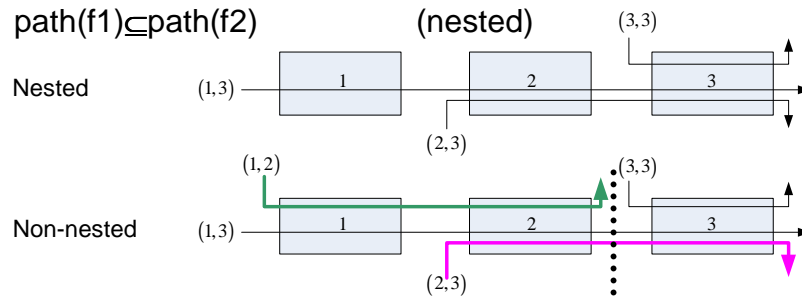 path(f1)⊆path(f2) (nested)
(3,3)
Nested (1,3) 1 2 3
(2,3)
(1,2) (3,3)
Non-nested (1,3) 1 2 3
(2,3)